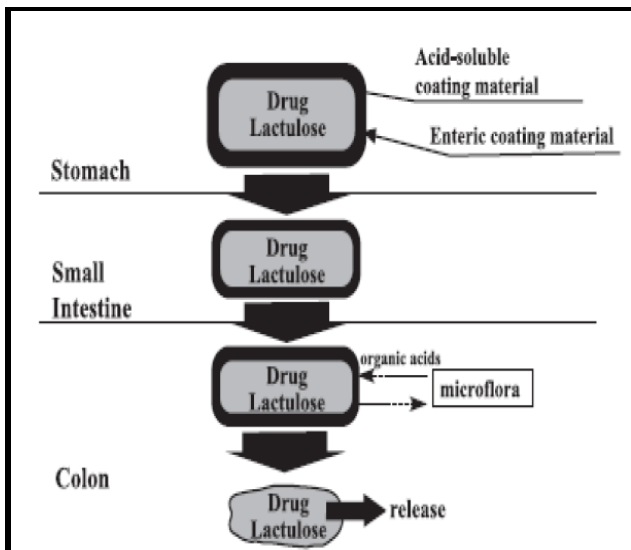 Acid-soluble
coating material
Drug
Lactulose
Enteric coating material
Stomach
Drug
Lactulose
Small
Intestine
organic acids
Drug
Lactulose
microflora
Colon
Drug
Lactulose
release